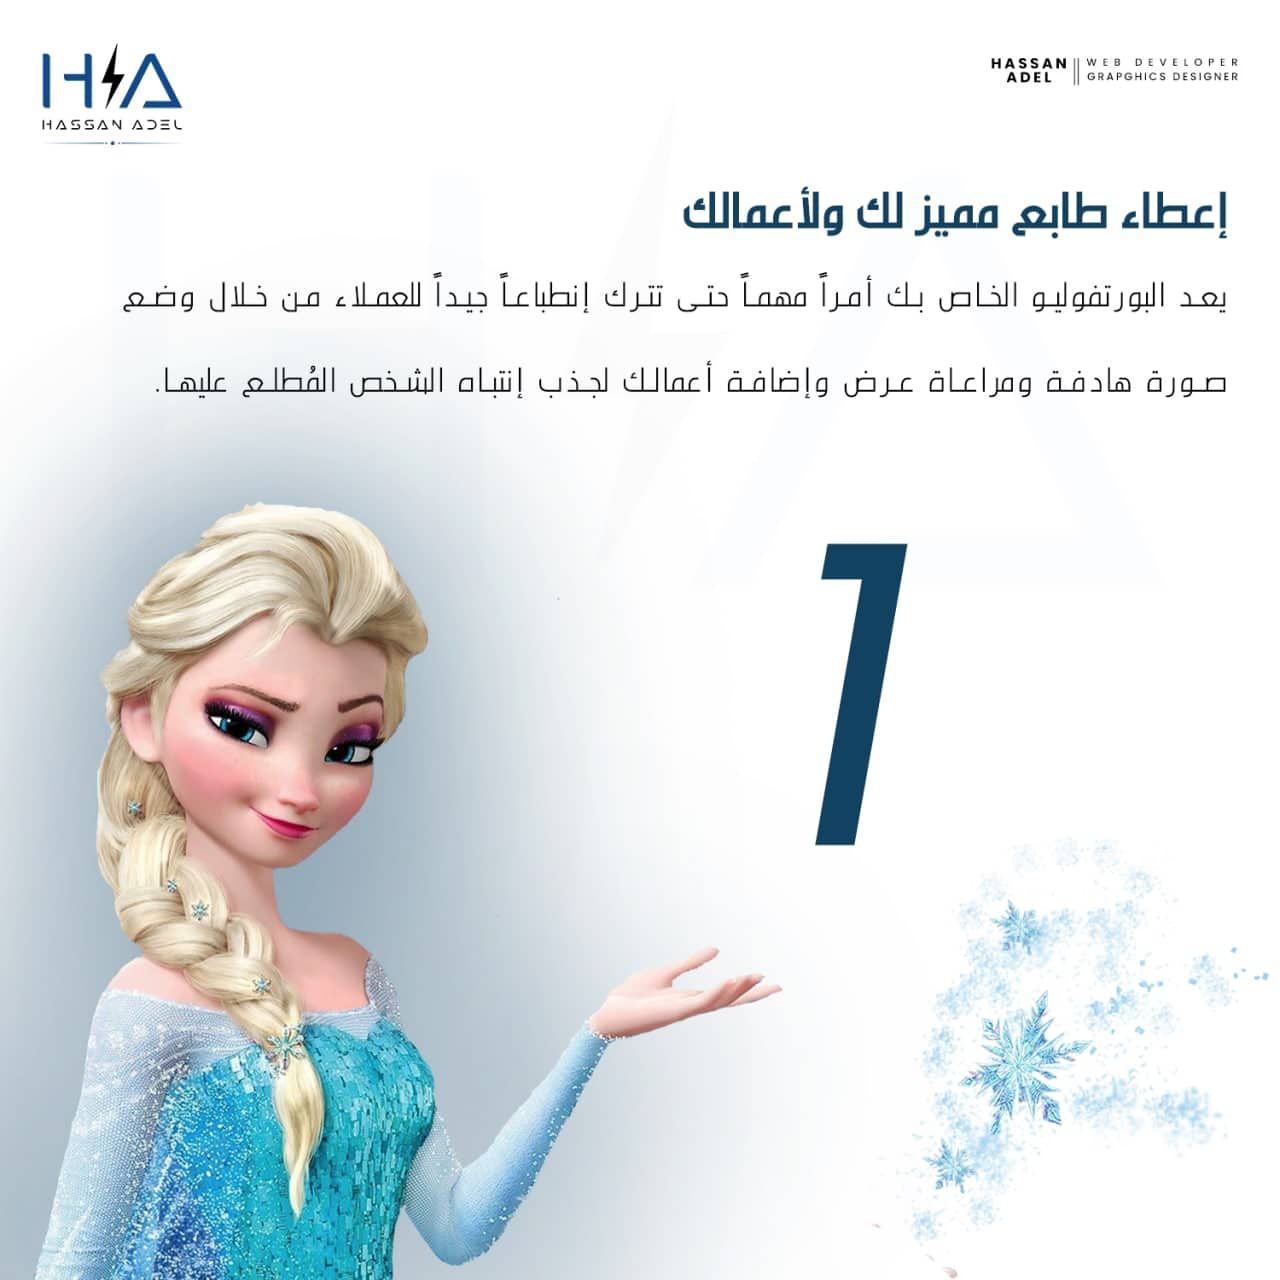 HASSAN ADEL
HASSAN
ADEL
WEB DEVELOPER
GRAPGHICS DESIGNER
إعطاء طابع مميز لك ولأعمالك
يعد البورتفوليو الخاص بك أمراً مهماً حتى تترك إنطباعاً جيداً للعملاء من خلال وضع
صورة هادفة ومراعاة عرض وإضافة أعمالك لجذب إنتباه الشخص المُطلع عليها.
1